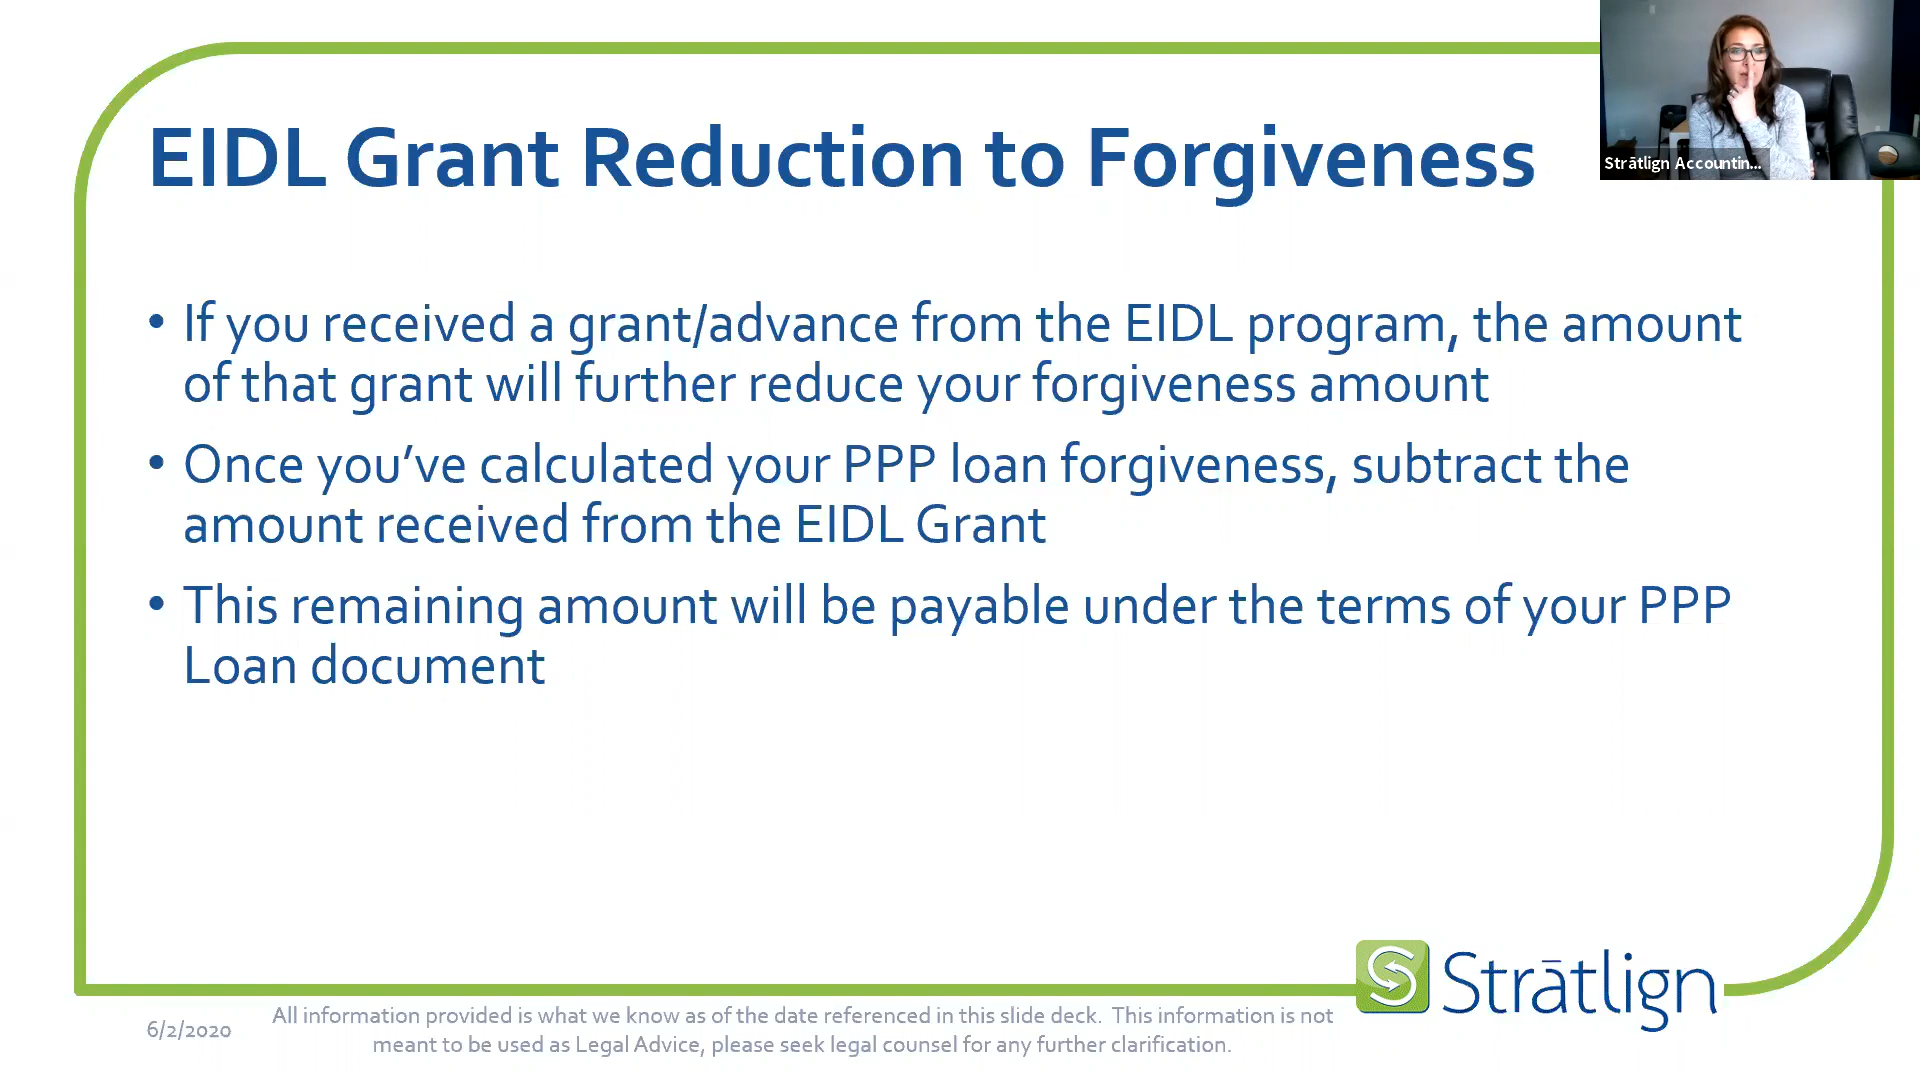 EIDL Grant Reduction to Forgiveness
Strātlign Accountin...
• If you received a grant/advance from the EIDL program, the amount
of that grant will further reduce your forgiveness amount
• Once you’ve calculated your PPP loan forgiveness, subtract the
amount received from the EIDL Grant
• This remaining amount will be payable under the terms of your PPP
Loan document
Strātlign
6/2/2020
All information provided is what we know as of the date referenced in this slide deck. This information is not
meant to be used as Legal Advice, please seek legal counsel for any further clarification.